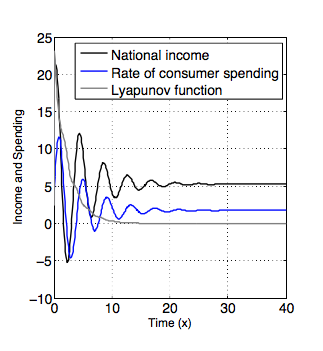 25
20
15
10
5
0
−5
−10
Income and Spending
National income
Rate of consumer spending
Lyapunov function
0 10 20 30 40
Time (x)